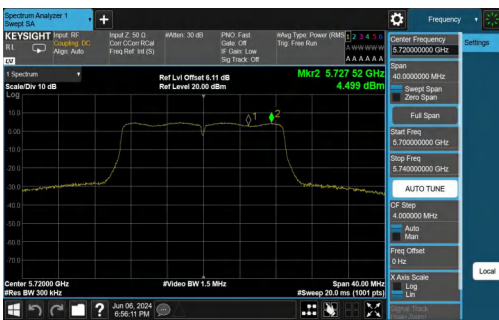 Spectrum Analyzer 1
Swept SA
Frequency
KEYSIGHT
Input: RF
Input Z: 50 Ω
#Atten: 30 dB
PNO: Fast
#Avg Type: Power (RMS
1 2 3 4 5 6
RL
Coupling: DC
Corr CCorr RCal
Gate: Off
Trig: Free Run
Align: Auto
Freq Ref: Int (S)
IF Gain: Low
Sig Track: Off
A W W W W W
A A A A A A
LV
1 Spectrum
Scale/Div 10 dB
Ref Lvl Offset 6.11 dB
Ref Level 20.00 dBm
Mkr2 5.727 52 GHz
4.499 dBm
Log
10.0
0.00
-10.0
-20.0
-30.0
-40.0
-50.0
-60.0
-70.0
1
2
Center 5.72000 GHz
#Res BW 300 kHz
#Video BW 1.5 MHz
Span 40.00 MHz
#Sweep 20.0 ms (1001 pts)
Jun 06, 2024
6:56:11 PM
?
Center Frequency
5.720000000 GHz
Settings
Span
40.0000000 MHz
Swept Span
Zero Span
Full Span
Start Freq
5.700000000 GHz
Stop Freq
5.740000000 GHz
AUTO TUNE
CF Step
4.000000 MHz
Auto
Man
Freq Offset
0 Hz
X Axis Scale
Log
Lin
Local
Signal Track